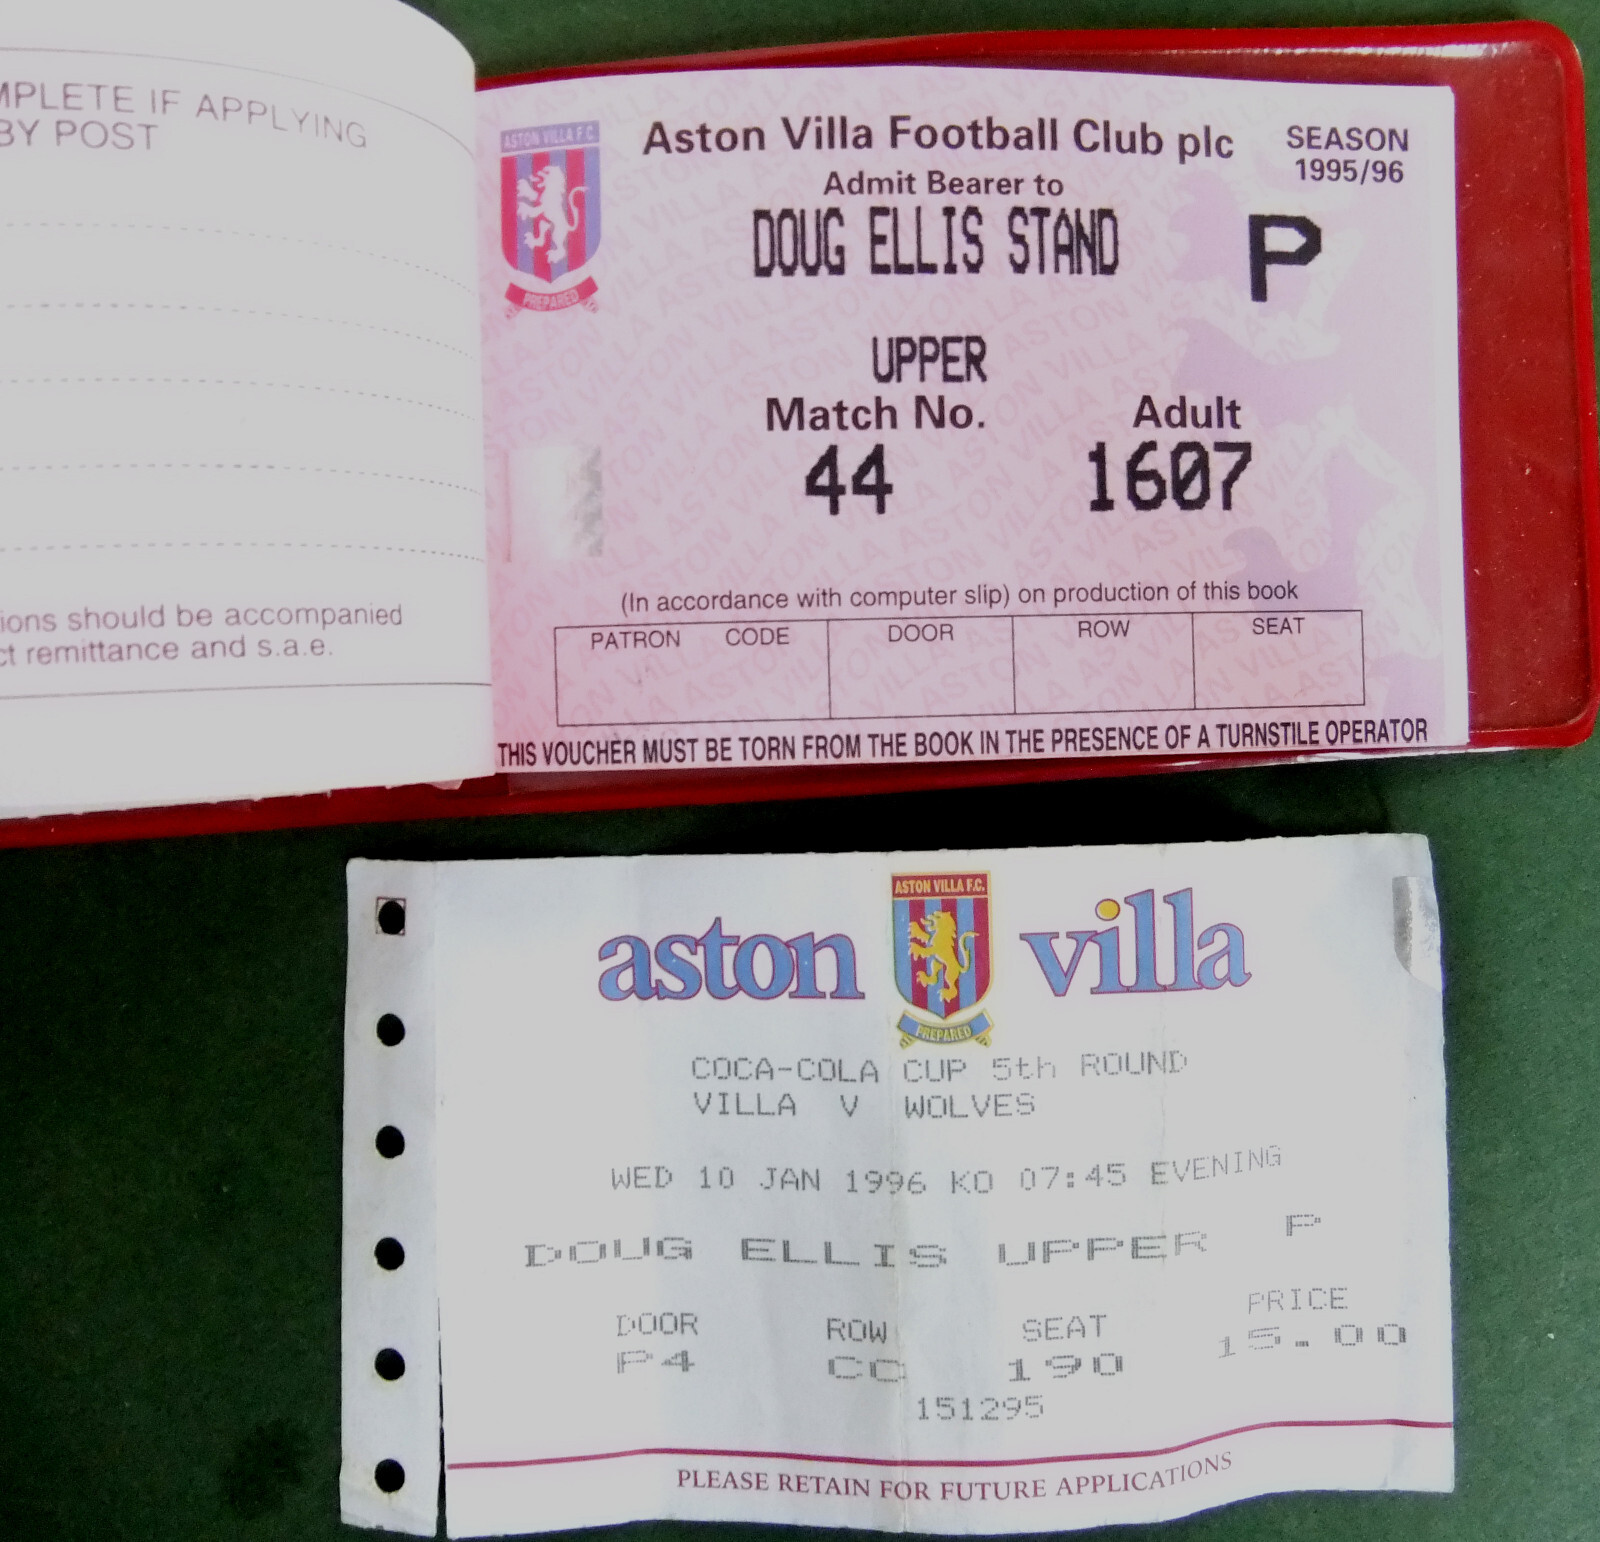 MPLETE IF APPLYING
BY POST
ions should be accompanied
ct remittance and s.a.e.
ASTON VILLA F.C.
PREPARED
Aston Villa Football Club plc
SEASON
1995/96
Admit Bearer to
DOUG ELLIS STAND
P
UPPER
Match No. Adult
44 1607
(In accordance with computer slip) on production of this book
PATRON CODE DOOR ROW SEAT
THIS VOUCHER MUST BE TORN FROM THE BOOK IN THE PRESENCE OF A TURNSTILE OPERATOR
ASTON VILLA F.C.
aston villa
PREPARED
COCA-COLA CUP 5th ROUND
VILLA V WOLVES
WED 10 JAN 1996 KO 07:45 EVENING
DOUG ELLIS UPPER P
DOOR ROW SEAT PRICE
P4 CC 190 15.00
151295
PLEASE RETAIN FOR FUTURE APPLICATIONS